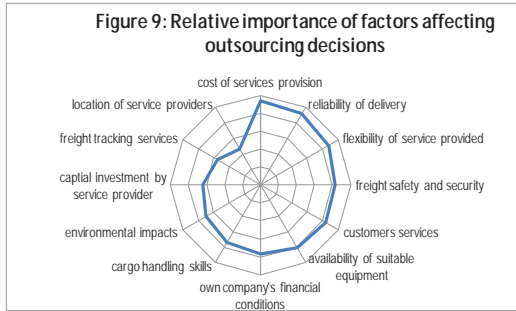 Figure 9: Relative importance of factors affecting
outsourcing decisions
cost of services provision
reliability of delivery
flexibility of service provided
freight safety and security
customers services
availability of suitable
equipment
own company's financial
conditions
cargo handling skills
environmental impacts
captial investment by
service provider
freight tracking services
location of service providers